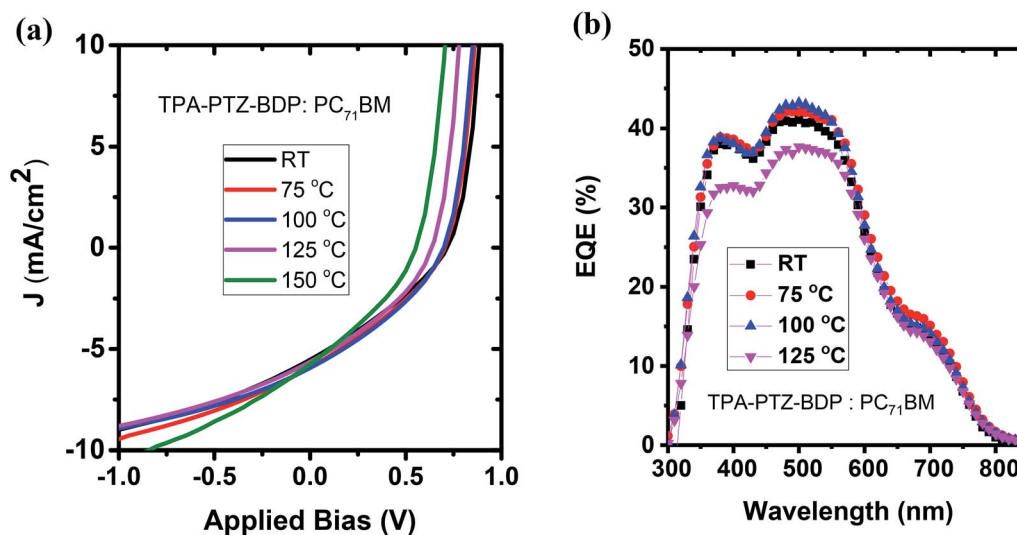 (a)
10
5
0
-5
-10
J (mA/cm²)
TPA-PTZ-BDP: PC₇₁BM
RT
75 °C
100 °C
125 °C
150 °C
-1.0 -0.5 0.0 0.5 1.0
Applied Bias (V)
(b)
50
40
30
20
10
0
EQE (%)
RT
75 °C
100 °C
125 °C
TPA-PTZ-BDP : PC₇₁BM
300 400 500 600 700 800
Wavelength (nm)